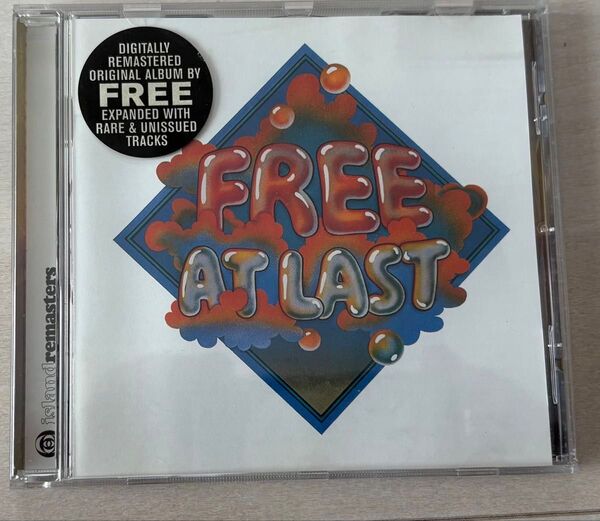 DIGITALLY
REMASTERED
ORIGINAL ALBUM BY
FREE
EXPANDED WITH
RARE & UNISSUED
TRACKS
FREE
AT LAST
islandremasters